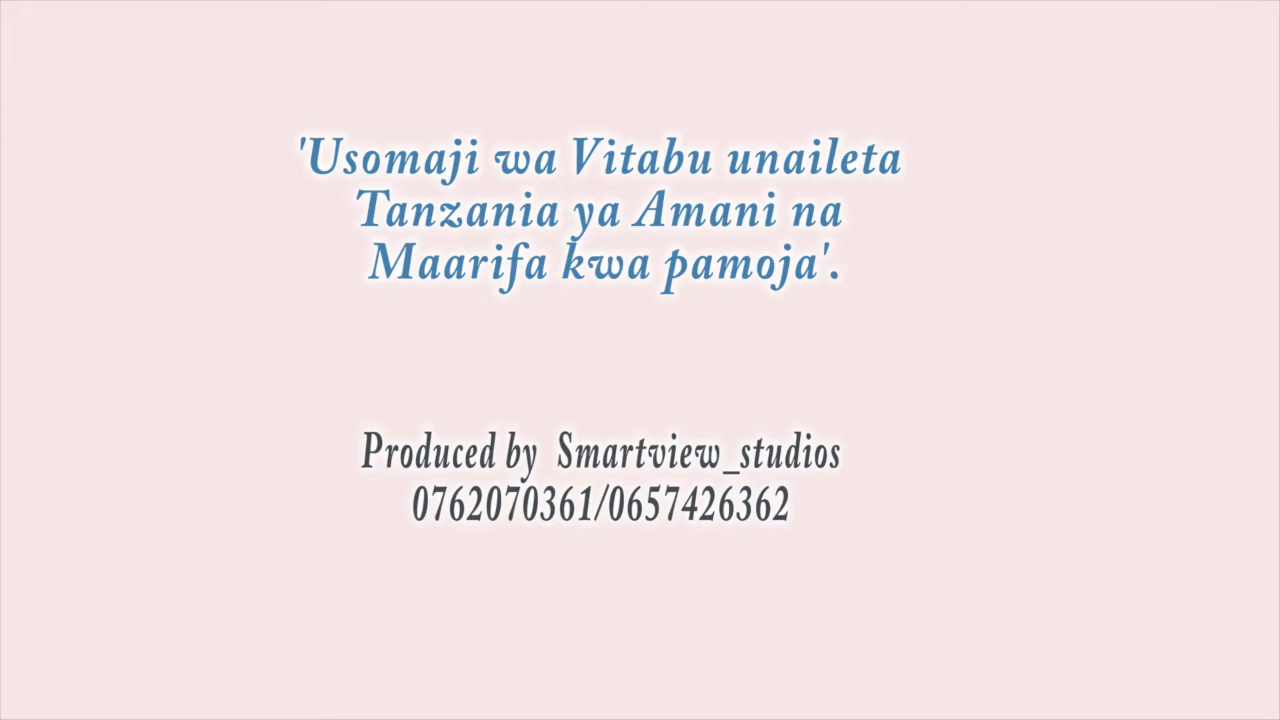 'Usomaji wa Vitabu unaileta
Tanzania ya Amani na
Maarifa kwa pamoja'.
Produced by Smartview_studios
0762070361/0657426362